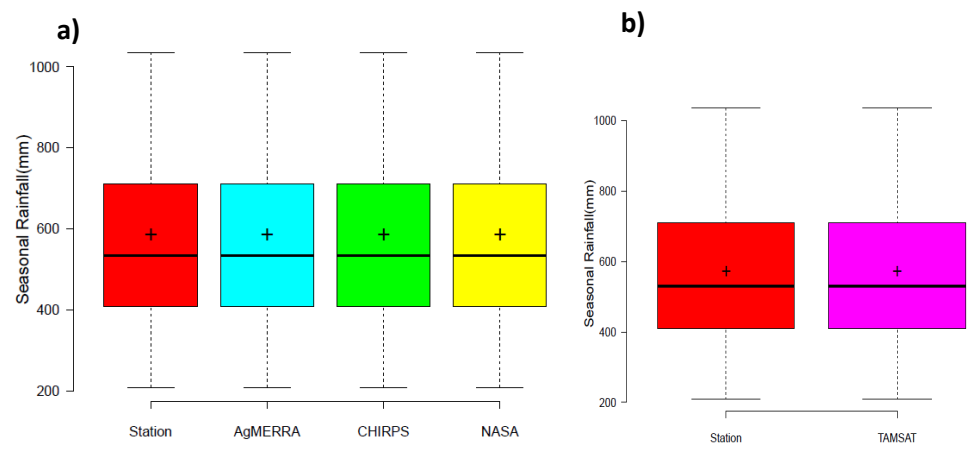 a)
Seasonal Rainfall(mm)
1000
800
600
400
200
Station AgMERRA CHIRPS NASA
b)
Seasonal Rainfall(mm)
1000
800
600
400
200
Station TAMSAT